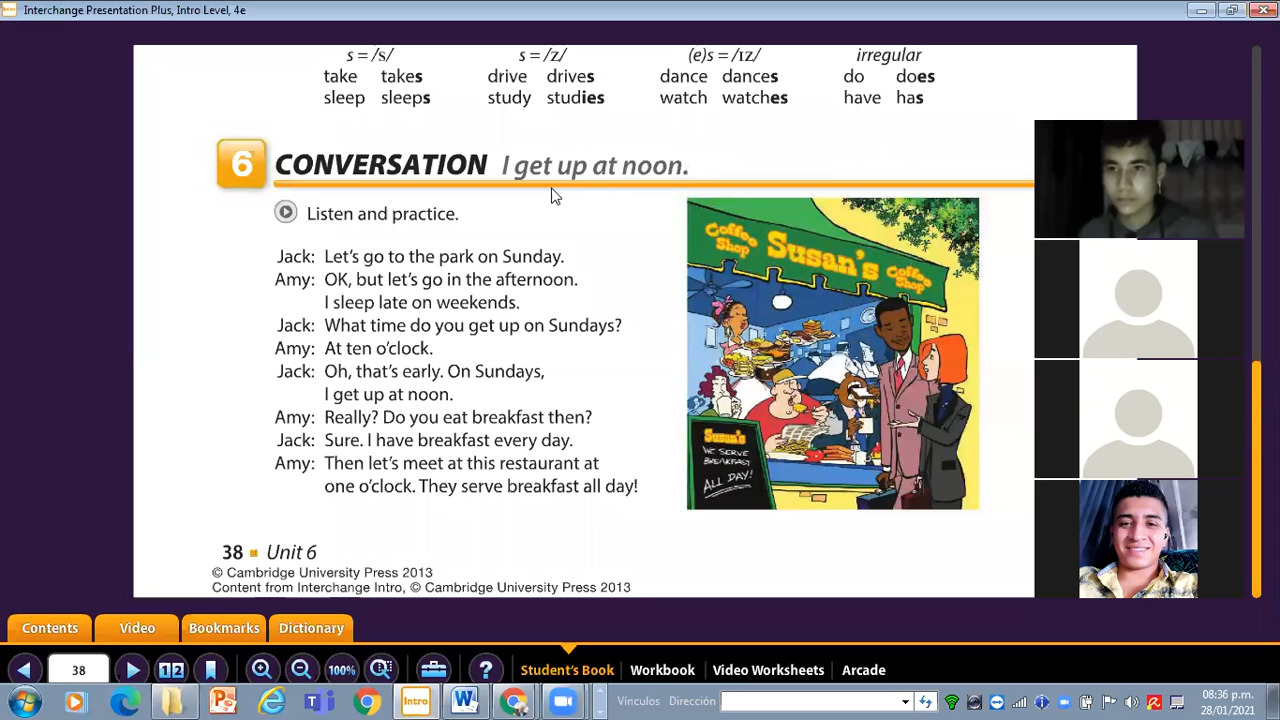 Interchange Presentation Plus, Intro Level, 4e
s = /s/ s = /z/ (e)s = /ɪz/ irregular
take takes drive drives dance dances do does
sleep sleeps study studies watch watches have has
6 CONVERSATION I get up at noon.
Listen and practice.
Jack: Let's go to the park on Sunday.
Amy: OK, but let's go in the afternoon.
I sleep late on weekends.
Jack: What time do you get up on Sundays?
Amy: At ten o'clock.
Jack: Oh, that's early. On Sundays,
I get up at noon.
Amy: Really? Do you eat breakfast then?
Jack: Sure. I have breakfast every day.
Amy: Then let's meet at this restaurant at
one o'clock. They serve breakfast all day!
Coffee Shop Susan's Coffee Shop
Susan's
WE SERVE
BREAKFAST
ALL DAY!
38 Unit 6
© Cambridge University Press 2013
Content from Interchange Intro, © Cambridge University Press 2013
Contents Video Bookmarks Dictionary
38 12 100% ? Student's Book Workbook Video Worksheets Arcade
Intro Vínculos Dirección 08:36 p.m.
28/01/2021